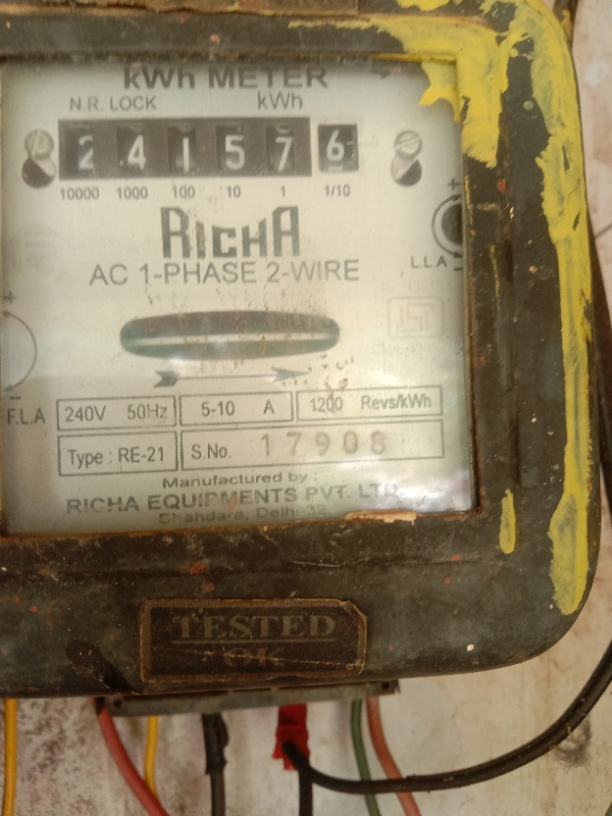 kWh METER
N.R. LOCK kWh
2 4 1 5 7 6
10000 1000 100 10 1 1/10
RICHA
AC 1-PHASE 2-WIRE
L.L.A
+
-
+
-
F.L.A
240V 50Hz 5-10 A 1200 Revs/kWh
Type : RE-21 S.No. 17908
Manufactured by :
RICHA EQUIPMENTS PVT. LTD.
Shahdara, Delhi-32
TESTED
OK